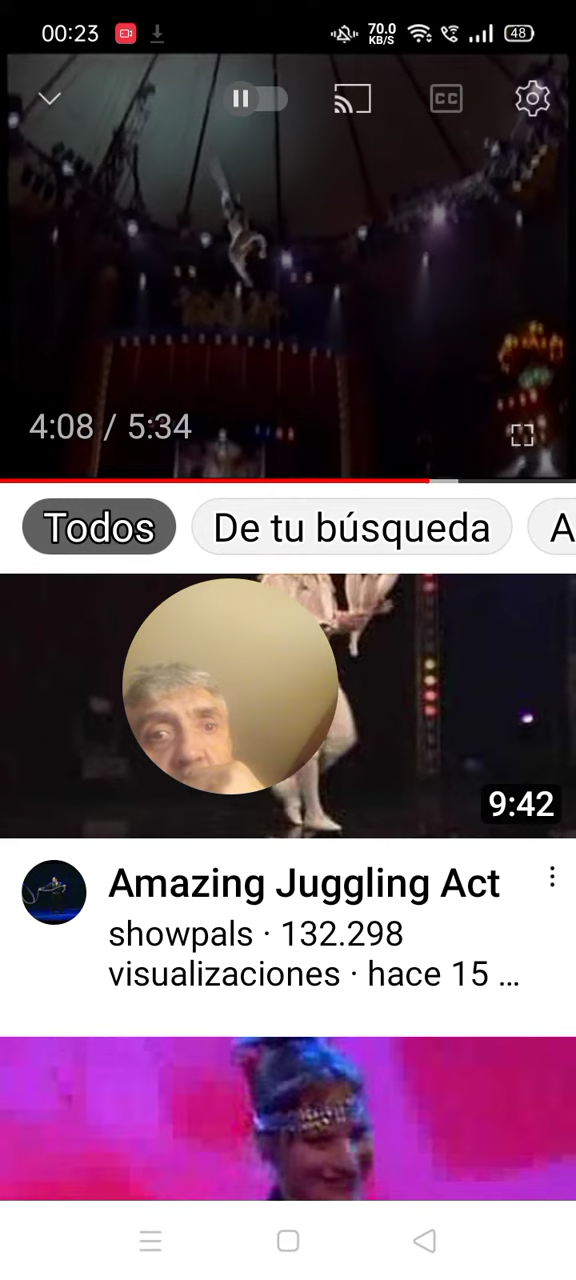 00:23
70.0
KB/S
48
CC
4:08 / 5:34
Todos
De tu búsqueda
A
9:42
Amazing Juggling Act
showpals · 132.298
visualizaciones · hace 15 ...